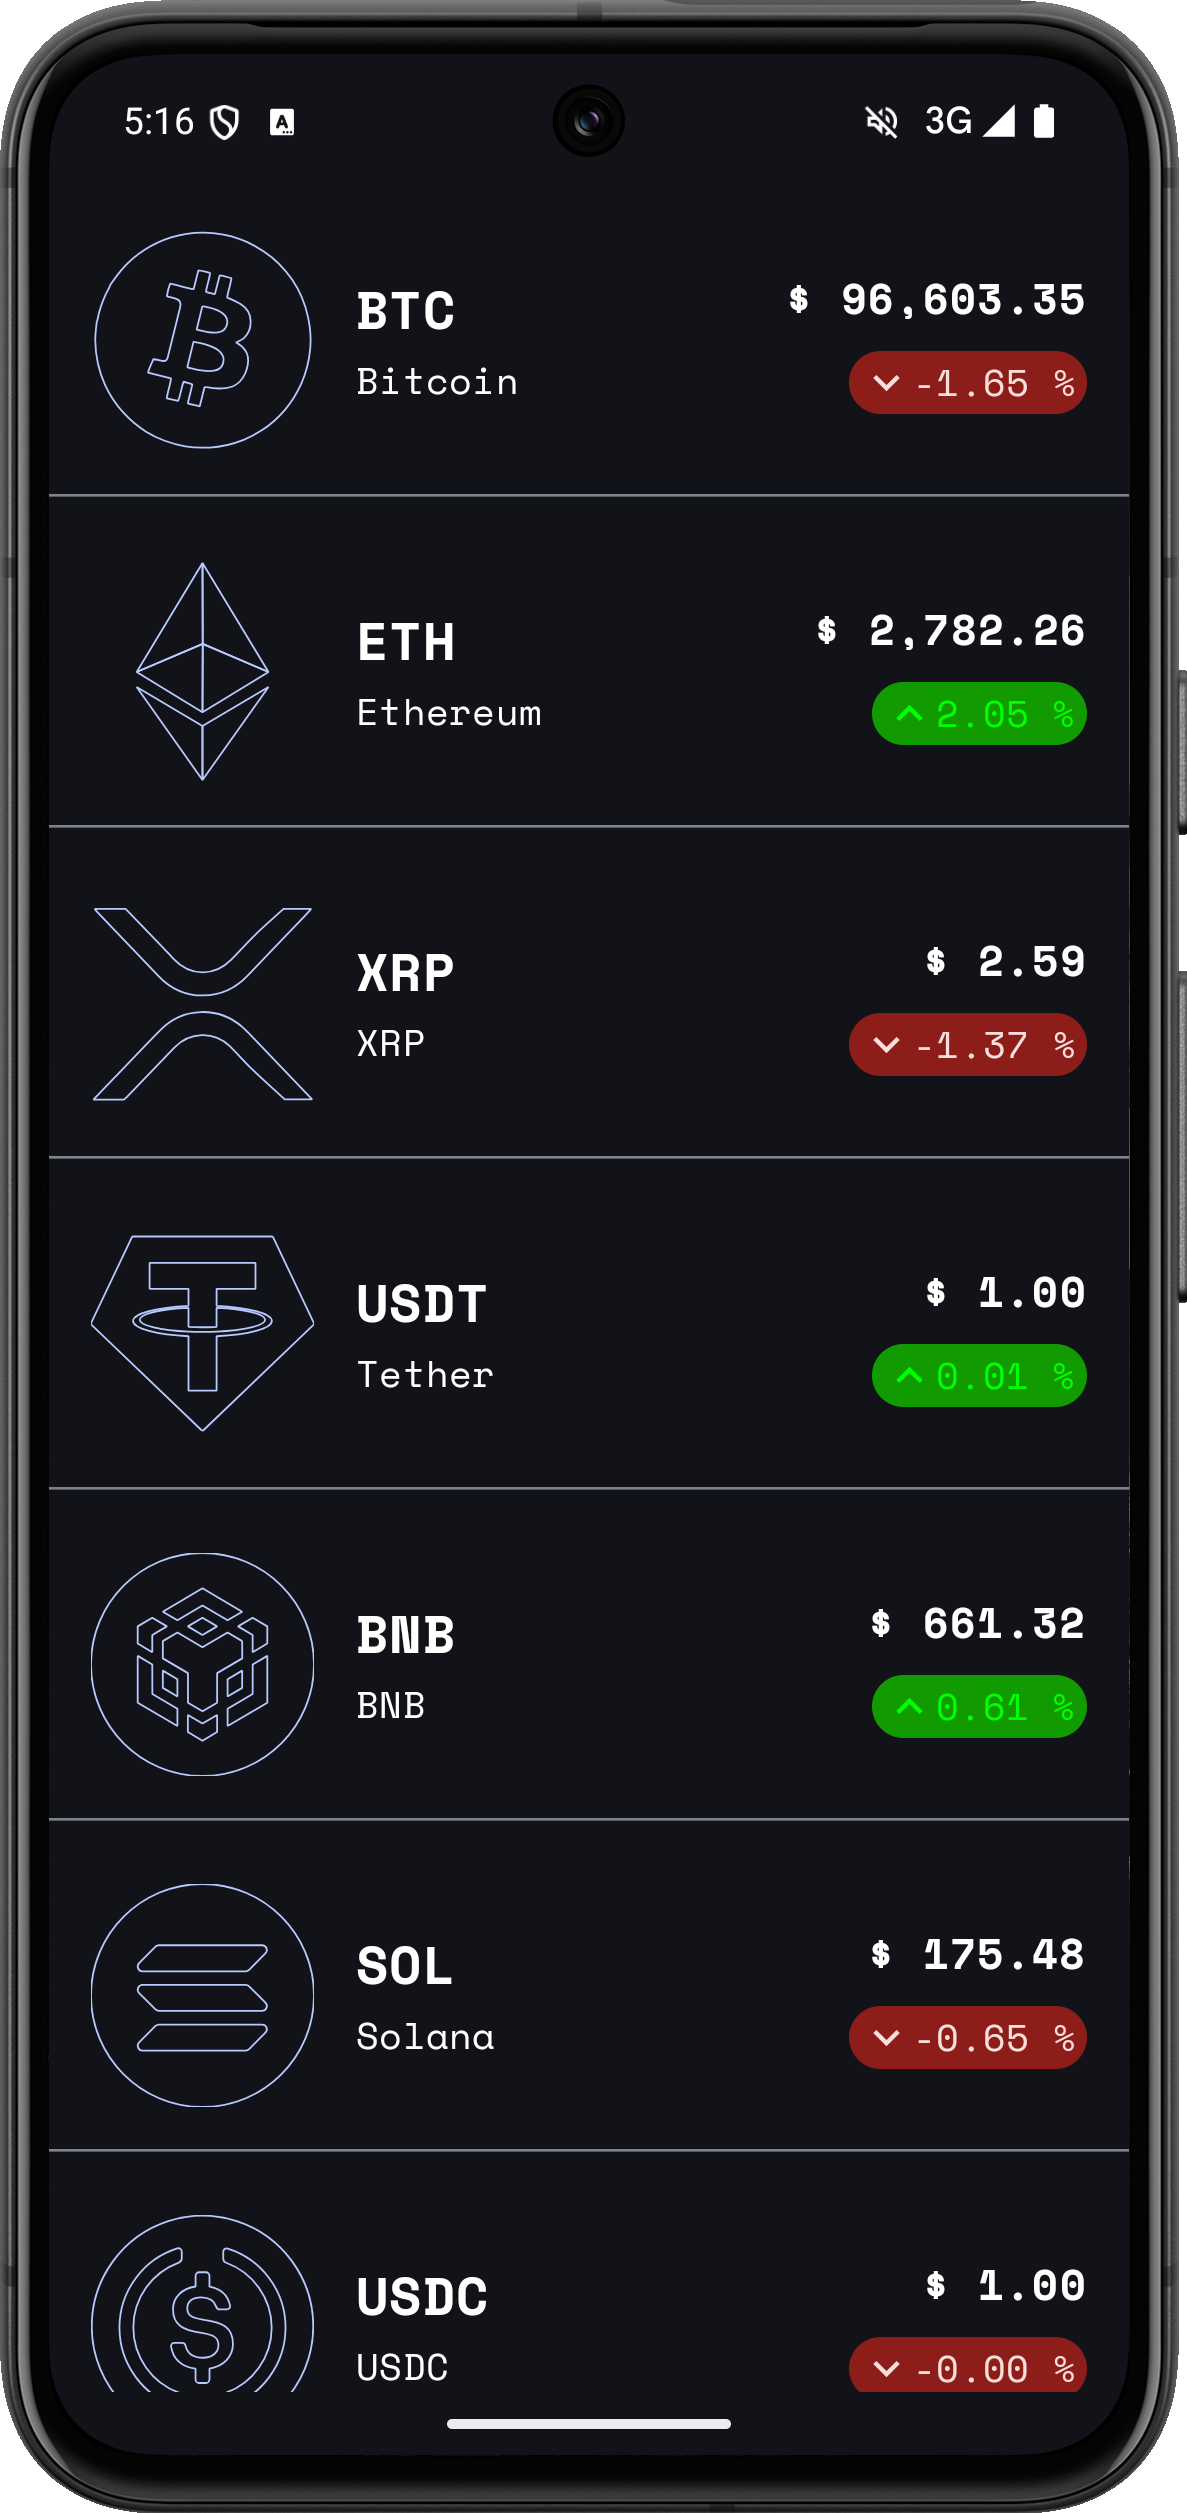 5:16 A 3G
BTC $ 96,603.35
Bitcoin -1.65 %
ETH $ 2,782.26
Ethereum 2.05 %
XRP $ 2.59
XRP -1.37 %
USDT $ 1.00
Tether 0.01 %
BNB $ 661.32
BNB 0.61 %
SOL $ 175.48
Solana -0.65 %
USDC $ 1.00
USDC -0.00 %